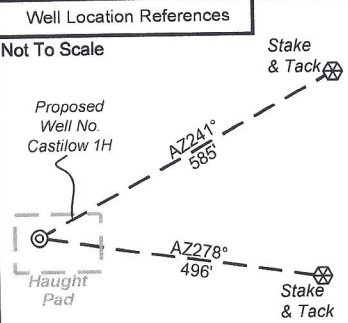 Well Location References
Not To Scale
Stake
& Tack
Proposed
Well No.
Castilow 1H
AZ241°
585'
AZ278°
496'
Haught
Pad
Stake
& Tack